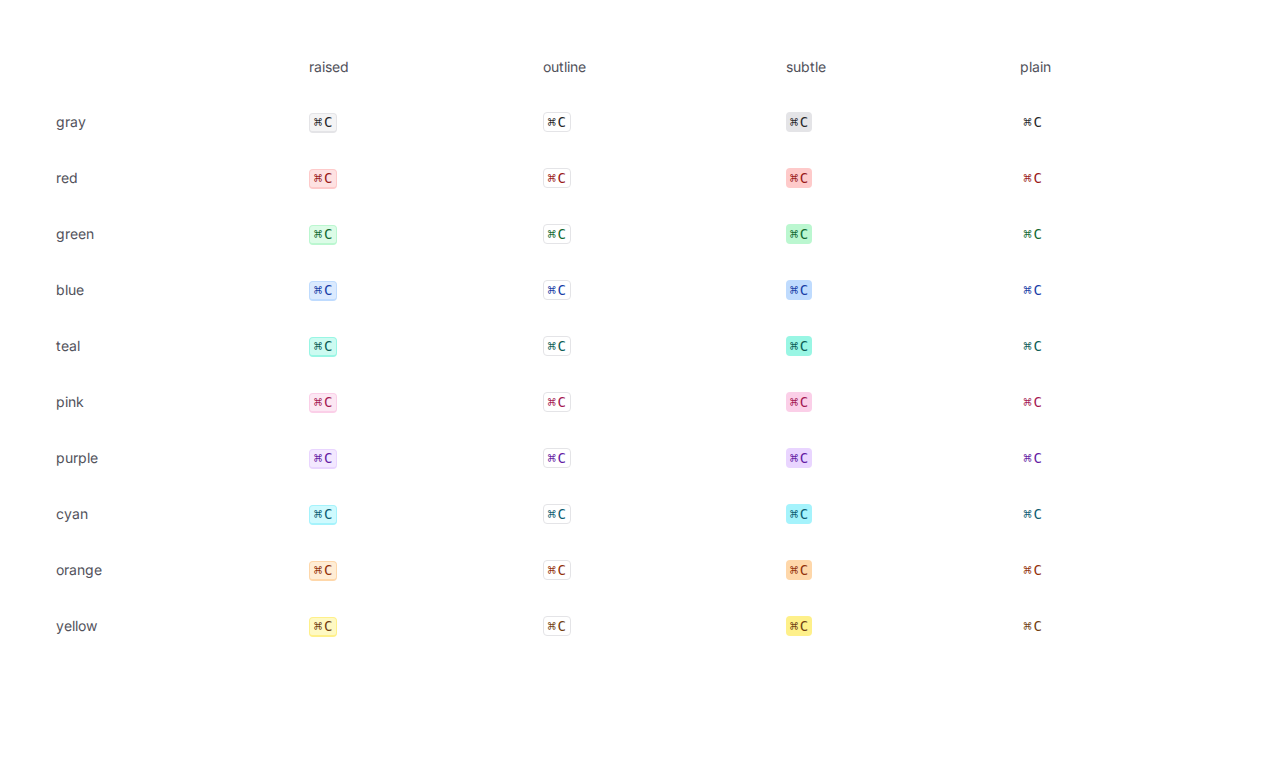 raised outline subtle plain
gray ⌘C ⌘C ⌘C ⌘C
red ⌘C ⌘C ⌘C ⌘C
green ⌘C ⌘C ⌘C ⌘C
blue ⌘C ⌘C ⌘C ⌘C
teal ⌘C ⌘C ⌘C ⌘C
pink ⌘C ⌘C ⌘C ⌘C
purple ⌘C ⌘C ⌘C ⌘C
cyan ⌘C ⌘C ⌘C ⌘C
orange ⌘C ⌘C ⌘C ⌘C
yellow ⌘C ⌘C ⌘C ⌘C